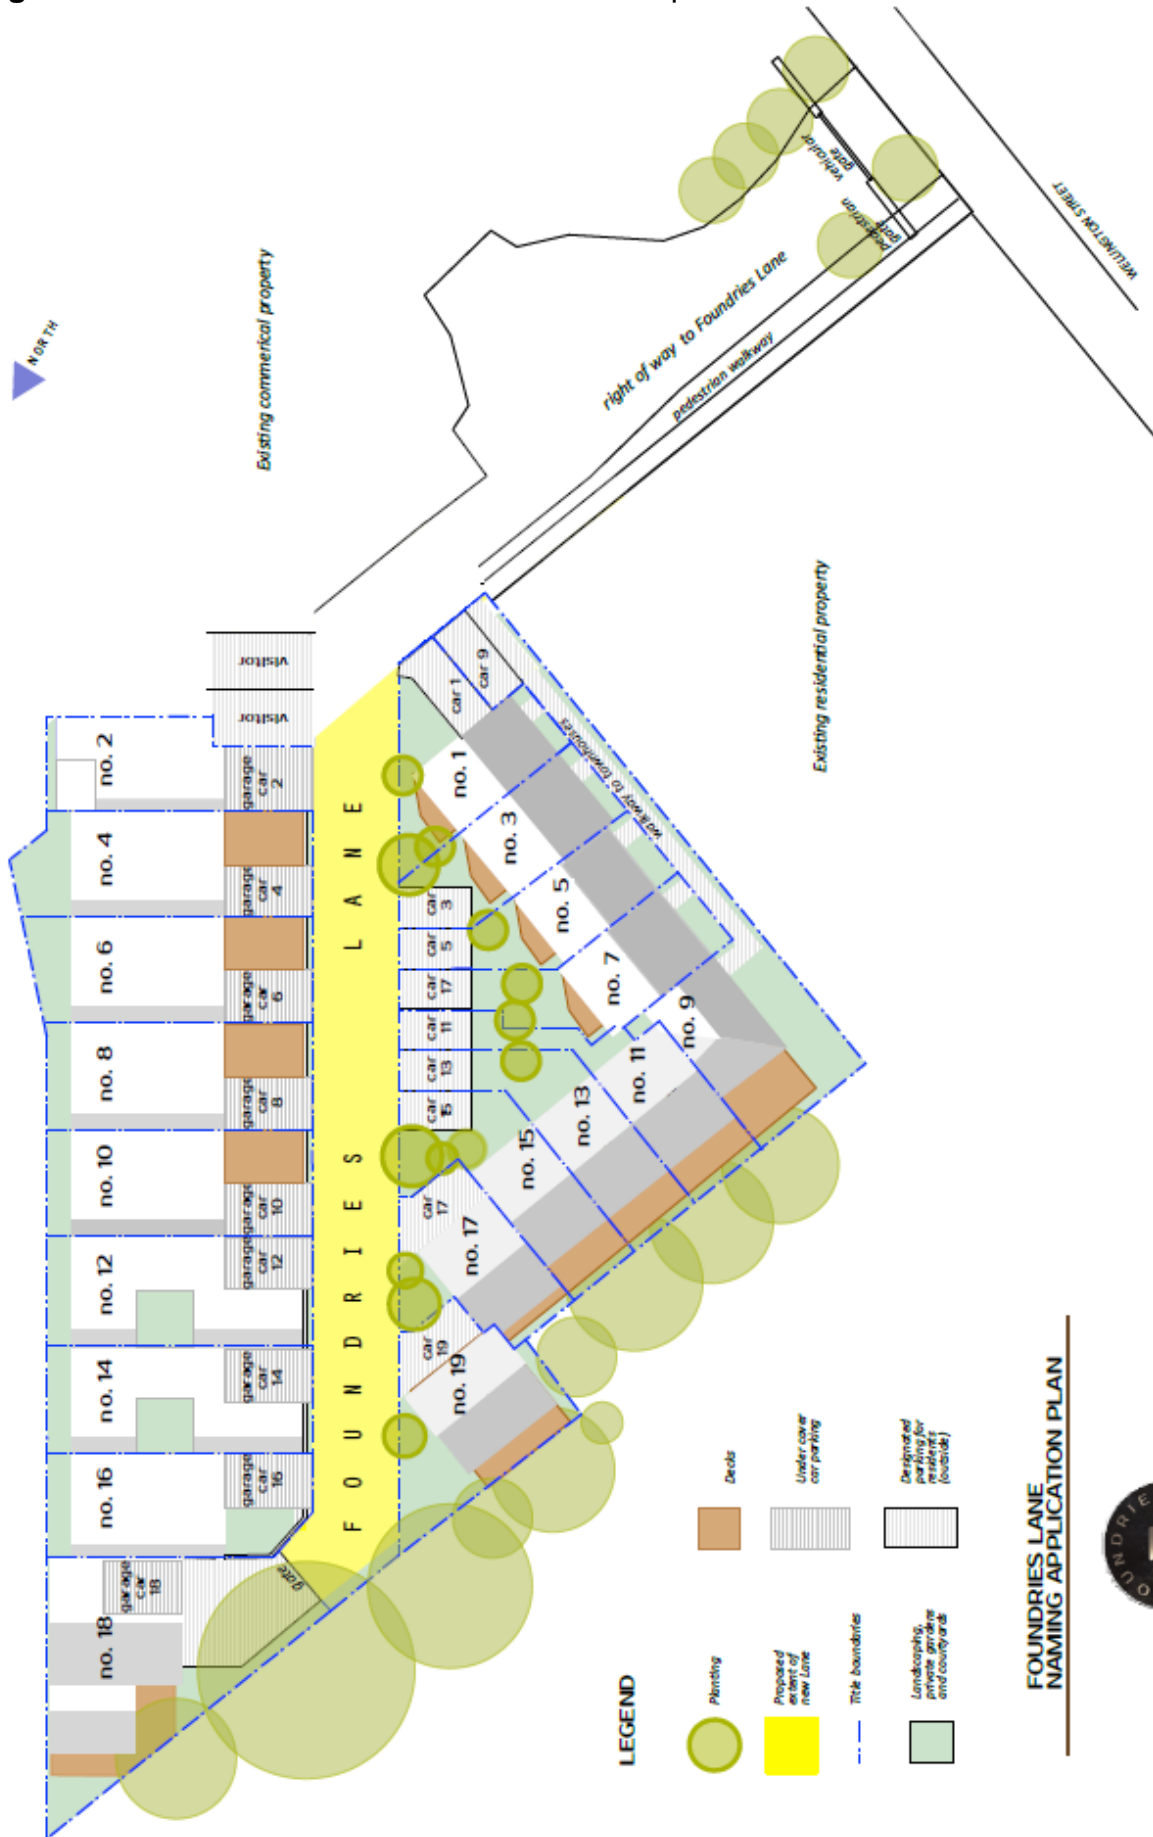 NORTH
Existing commerical property
vehicular
gate
pedestrian
gate
WELLINGTON STREET
right of way to Foundries Lane
pedestrian walkway
Existing residential property
visitor
visitor
no. 2
garage
car
2
no. 4
garage
car
4
no. 6
garage
car
6
no. 8
garage
car
8
no. 10
garage
car
10
no. 12
garage
car
12
no. 14
garage
car
14
no. 16
garage
car
16
no. 18
garage
car
18
gate
FOUNDRIES LANE
car 1
car 9
walkway to townhouses
no. 1
no. 3
no. 5
no. 7
no. 9
no. 11
no. 13
no. 15
no. 17
no. 19
car
3
car
5
car
17
car
11
car
13
car
15
car
17
car
19
LEGEND
Planting
Decks
Proposed
extent of
new Lane
Under cover
car parking
Title boundaries
Landscaping,
private gardens
and courtyards
Designated
parking for
residents
(outside)
FOUNDRIES LANE
NAMING APPLICATION PLAN
OUNDRIE